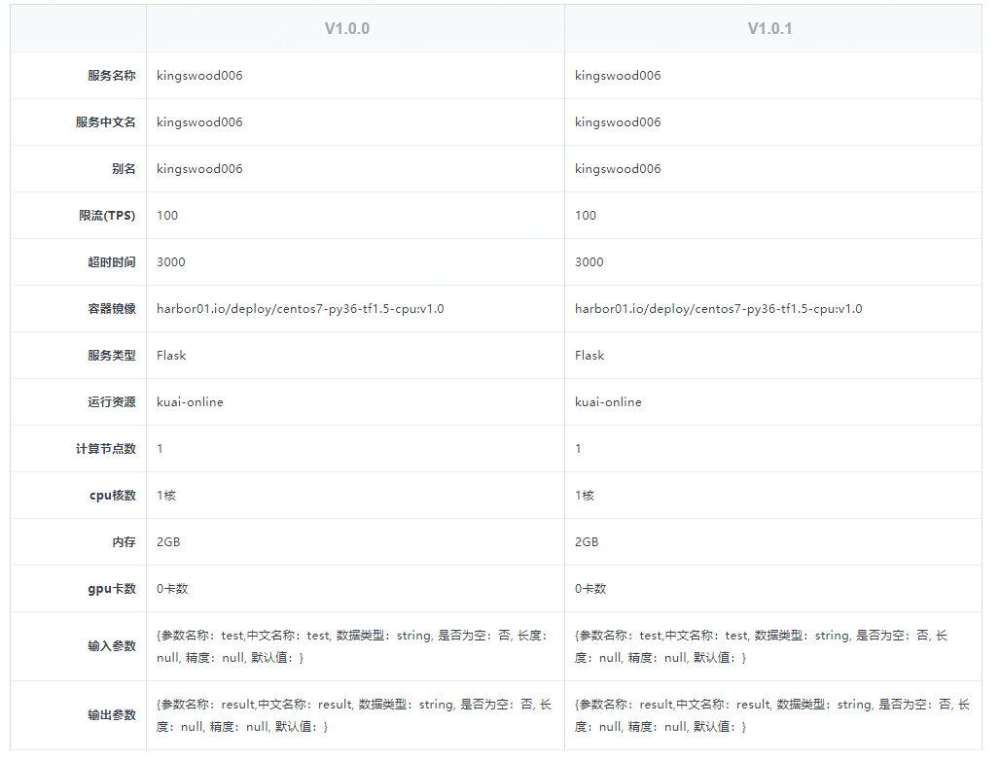 V1.0.0 V1.0.1
服务名称 kingswood006 kingswood006
服务中文名 kingswood006 kingswood006
别名 kingswood006 kingswood006
限流(TPS) 100 100
超时时间 3000 3000
容器镜像 harbor01.io/deploy/centos7-py36-tf1.5-cpu:v1.0 harbor01.io/deploy/centos7-py36-tf1.5-cpu:v1.0
服务类型 Flask Flask
运行资源 kuai-online kuai-online
计算节点数 1 1
cpu核数 1核 1核
内存 2GB 2GB
gpu卡数 0卡数 0卡数
输入参数
{参数名称：test,中文名称：test, 数据类型：string, 是否为空：否, 长度：
null, 精度：null, 默认值：}
{参数名称：test,中文名称：test, 数据类型：string, 是否为空：否, 长
度：null, 精度：null, 默认值：}
输出参数
{参数名称：result,中文名称：result, 数据类型：string, 是否为空：否, 长
度：null, 精度：null, 默认值：}
{参数名称：result,中文名称：result, 数据类型：string, 是否为空：否, 长
度：null, 精度：null, 默认值：}